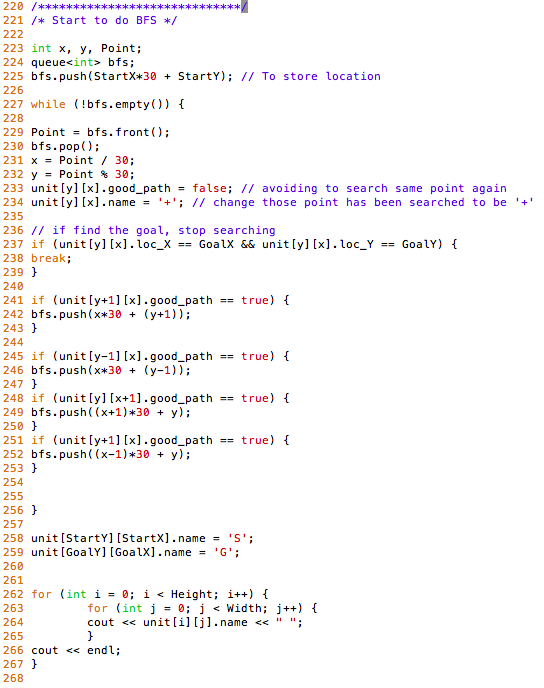 220 /*****************************/
221 /* Start to do BFS */
222
223 int x, y, Point;
224 queue<int> bfs;
225 bfs.push(StartX*30 + StartY); // To store location
226
227 while (!bfs.empty()) {
228
229 Point = bfs.front();
230 bfs.pop();
231 x = Point / 30;
232 y = Point % 30;
233 unit[y][x].good_path = false; // avoiding to search same point again
234 unit[y][x].name = '+'; // change those point has been searched to be '+'
235
236 // if find the goal, stop searching
237 if (unit[y][x].loc_X == GoalX && unit[y][x].loc_Y == GoalY) {
238 break;
239 }
240
241 if (unit[y+1][x].good_path == true) {
242 bfs.push(x*30 + (y+1));
243 }
244
245 if (unit[y-1][x].good_path == true) {
246 bfs.push(x*30 + (y-1));
247 }
248 if (unit[y][x+1].good_path == true) {
249 bfs.push((x+1)*30 + y);
250 }
251 if (unit[y+1][x].good_path == true) {
252 bfs.push((x-1)*30 + y);
253 }
254
255
256 }
257
258 unit[StartY][StartX].name = 'S';
259 unit[GoalY][GoalX].name = 'G';
260
261
262 for (int i = 0; i < Height; i++) {
263         for (int j = 0; j < Width; j++) {
264         cout << unit[i][j].name << " ";
265         }
266 cout << endl;
267 }
268